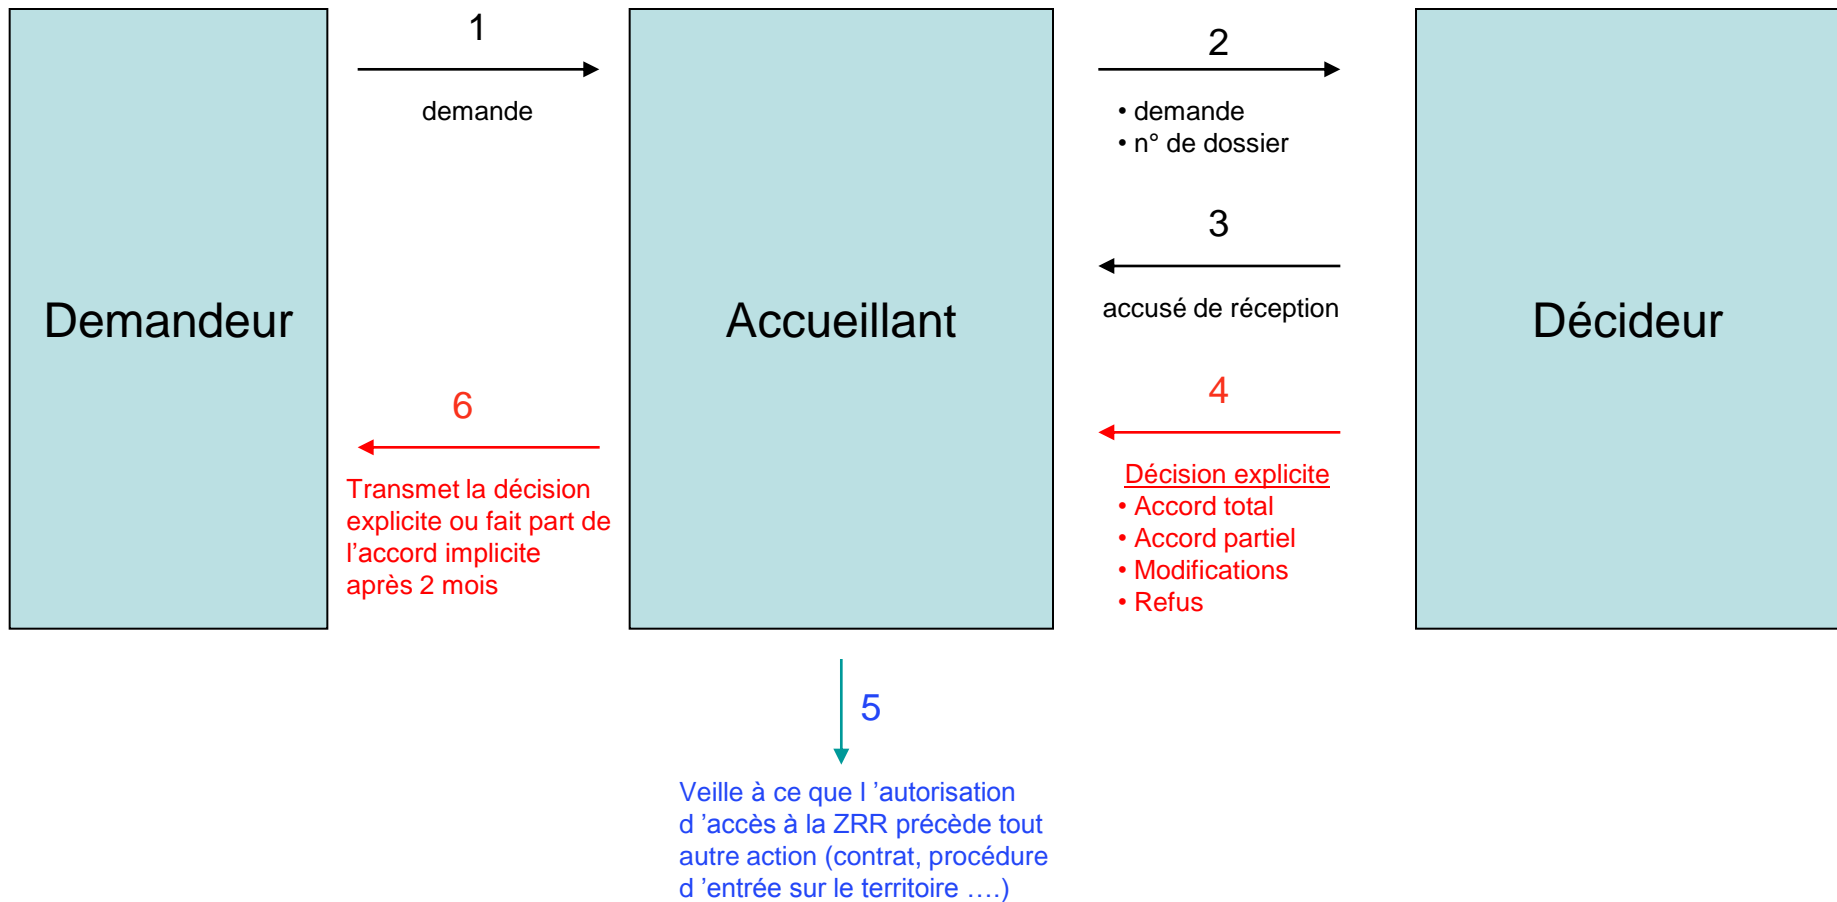 1
demande
2
• demande
• n° de dossier
3
accusé de réception
Demandeur
Accueillant
Décideur
4
Décision explicite
• Accord total
• Accord partiel
• Modifications
• Refus
6
Transmet la décision
explicite ou fait part de
l’accord implicite
après 2 mois
5
Veille à ce que l ’autorisation
d ’accès à la ZRR précède tout
autre action (contrat, procédure
d ’entrée sur le territoire ….)